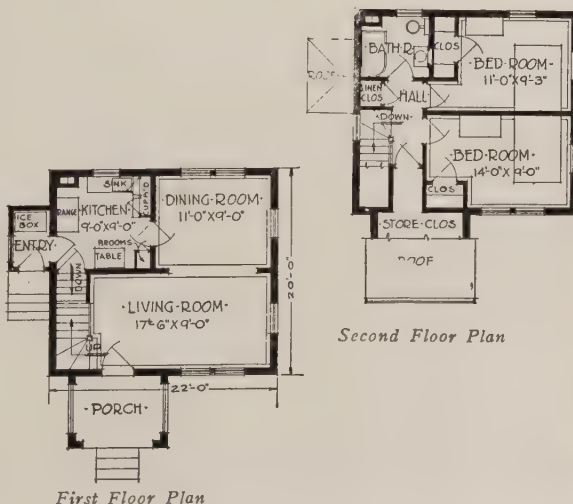 BATH R.
CLOS
BED ROOM
11'-0"X9'-3"
ROOF
LINEN
CLOS
HALL
DOWN
BED ROOM
14'-0"X9'-0"
CLOS
STORE CLOS
ROOF
Second Floor Plan
SINK
CUPB'D
DINING ROOM
11'-0"X9'-0"
ICE
BOX
RANGE
KITCHEN
9'-0"X9'-0"
ENTRY
BROOMS
TABLE
DOWN
LIVING ROOM
17'-6"X9'-0"
UP
20'-0"
22'-0"
PORCH
First Floor Plan